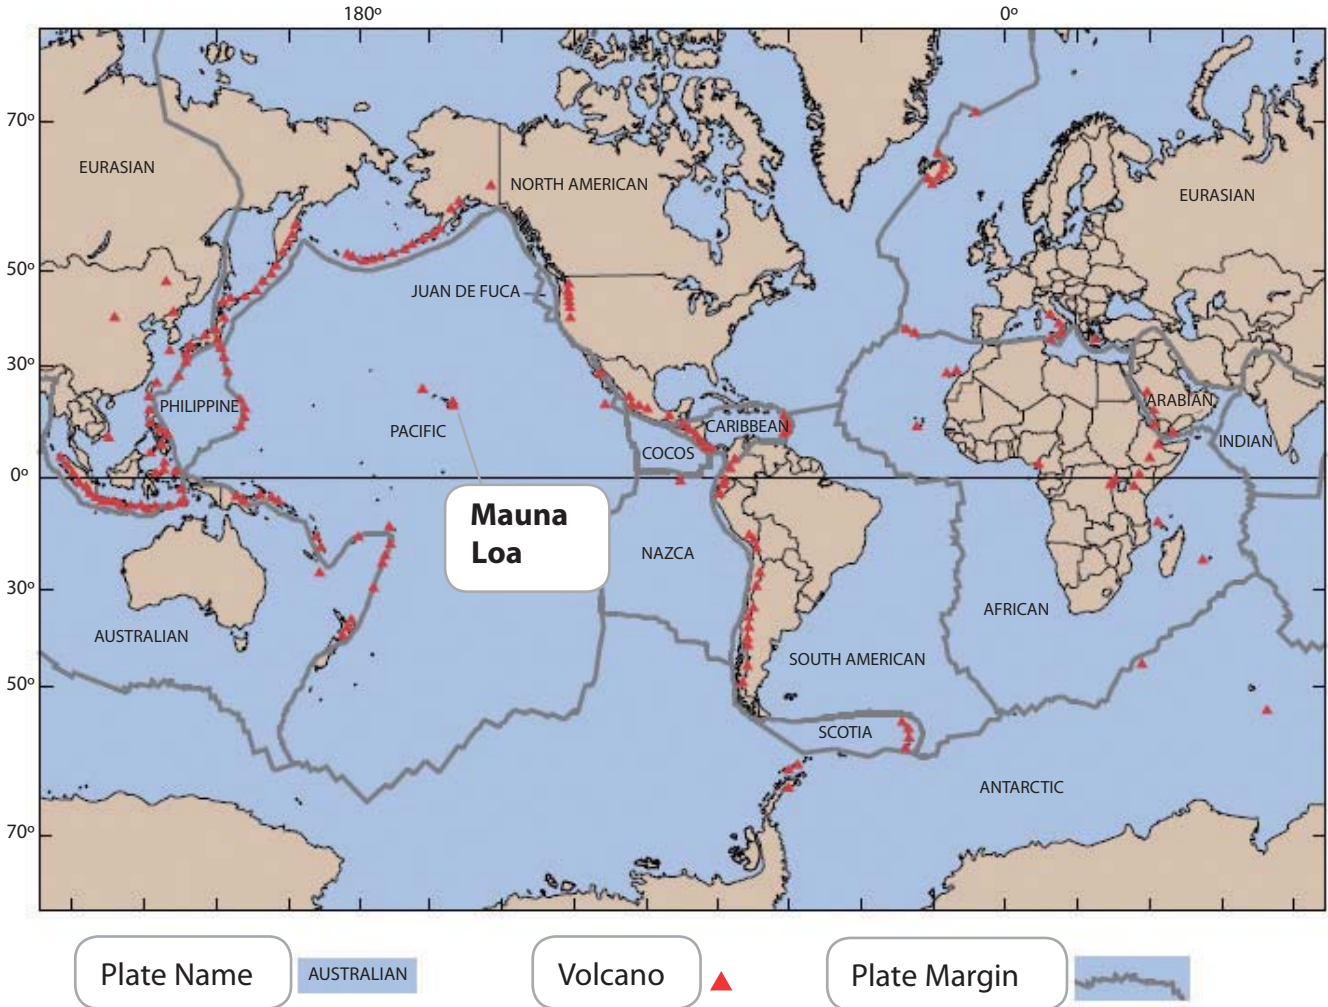 180º
0º
70º
EURASIAN
NORTH AMERICAN
EURASIAN
50º
JUAN DE FUCA
30º
PHILIPPINE
PACIFIC
CARIBBEAN
ARABIAN
COCOS
INDIAN
0º
Mauna
Loa
NAZCA
30º
AFRICAN
AUSTRALIAN
SOUTH AMERICAN
50º
SCOTIA
ANTARCTIC
70º
Plate Name
AUSTRALIAN
Volcano
Plate Margin